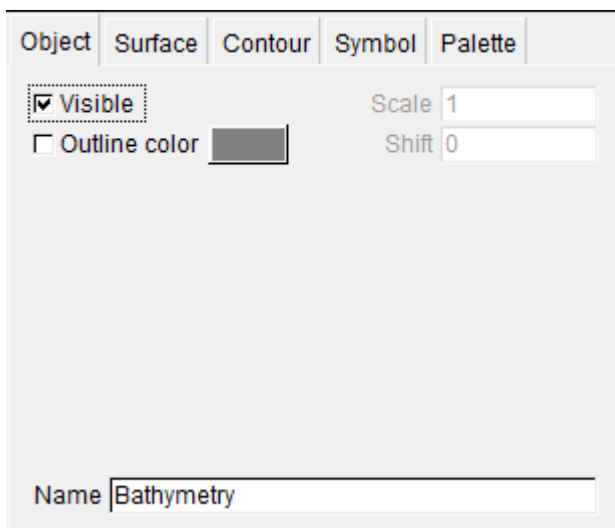 Object Surface Contour Symbol Palette
Visible Scale 1
Outline color Shift 0
Name Bathymetry